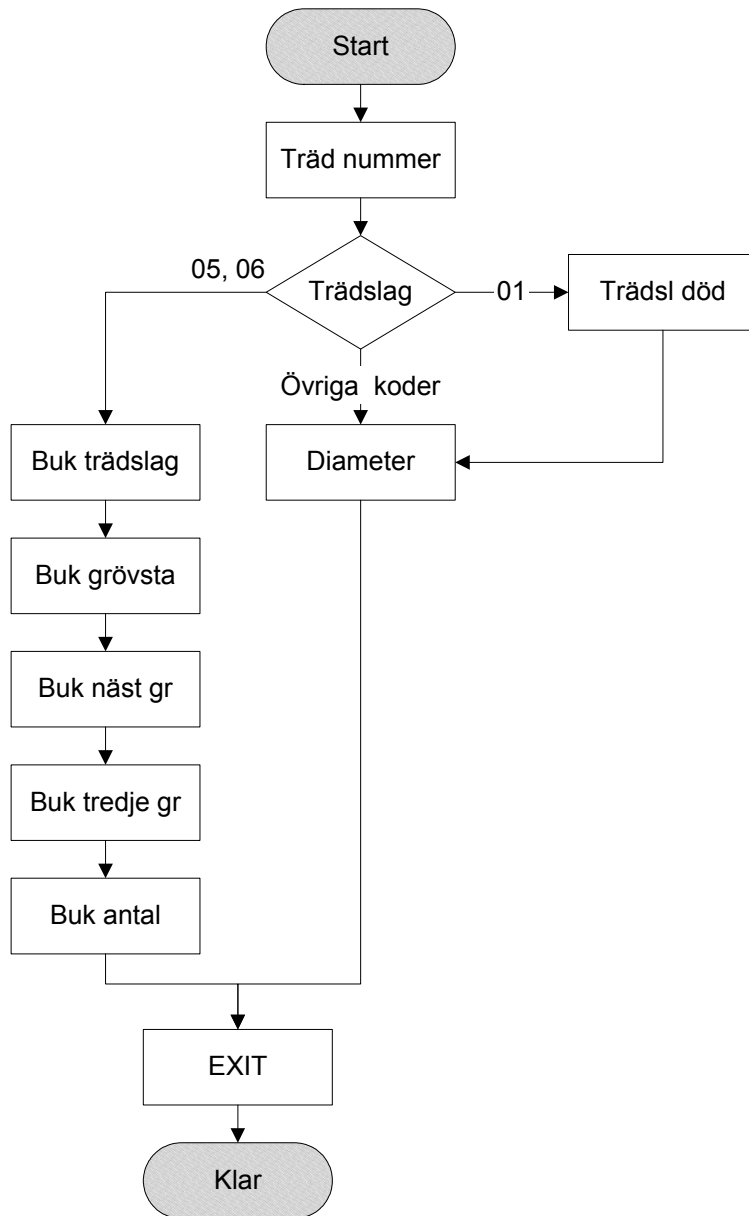 Start
Träd nummer
05, 06
Trädslag
01
Trädsl död
Övriga koder
Buk trädslag
Diameter
Buk grövsta
Buk näst gr
Buk tredje gr
Buk antal
EXIT
Klar